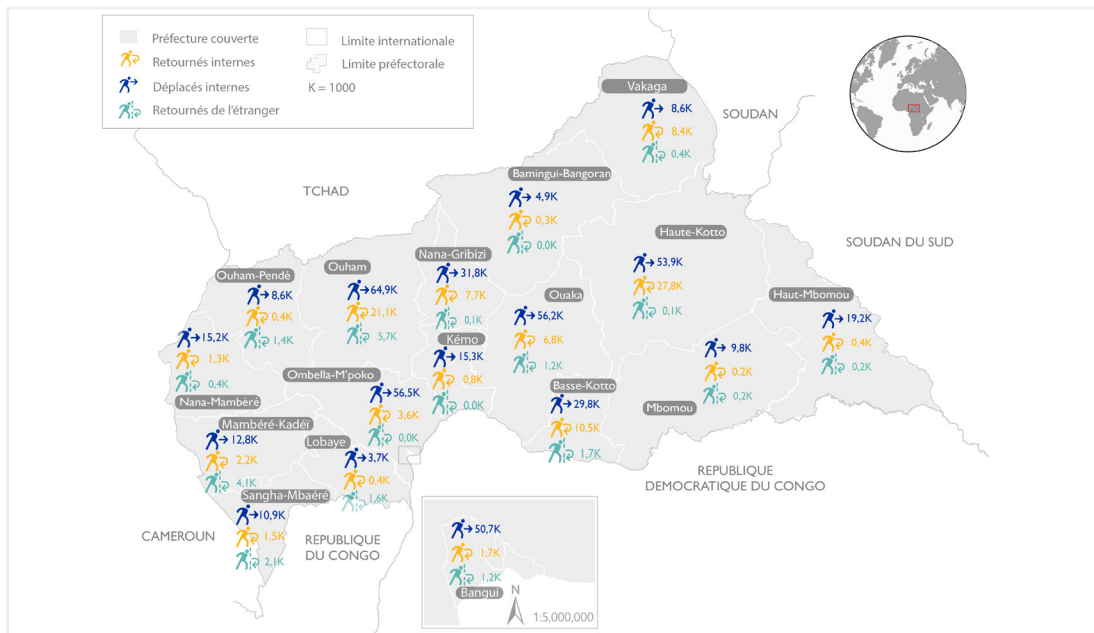 Préfecture couverte
Retournés internes
Déplacés internes
Retournés de l'étranger
Limite internationale
Limite préfectorale
K = 1000
Vakaga
8,6K
8,4K
0,4K
SOUDAN
TCHAD
Bamingui-Bangoran
4,9K
0,3K
0,0K
Haute-Kotto
53,9K
27,8K
0,1K
SOUDAN DU SUD
Nana-Gribizi
31,8K
7,7K
0,1K
Ouham
64,9K
21,1K
5,7K
Ouham-Pendé
8,6K
0,4K
1,4K
Ouaka
56,2K
6,8K
1,2K
Haut-Mbomou
19,2K
0,4K
0,2K
15,2K
1,3K
0,4K
Nana-Mambéré
Kémo
15,3K
0,8K
0,0K
9,8K
0,2K
0,2K
Mbomou
Ombella-M'poko
56,5K
3,6K
0,0K
Basse-Kotto
29,8K
10,5K
1,7K
Mambéré-Kadéï
12,8K
2,2K
4,1K
Lobaye
3,7K
0,4K
1,6K
REPUBLIQUE
DEMOCRATIQUE DU CONGO
Sangha-Mbaéré
10,9K
1,5K
2,1K
CAMEROUN
REPUBLIQUE
DU CONGO
50,7K
1,7K
1,2K
Bangui
N
1:5,000,000